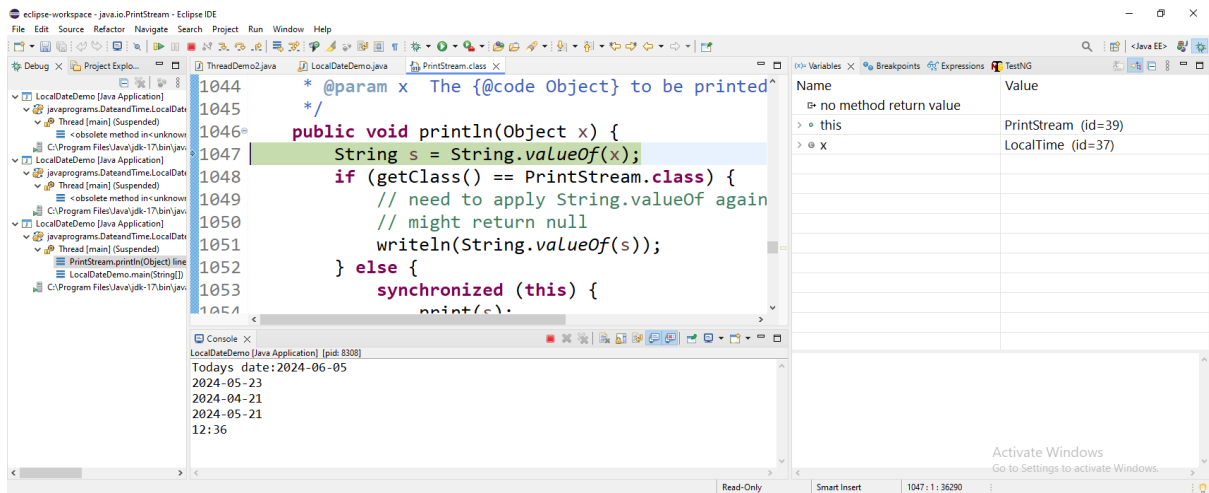 eclipse-workspace - java.io.PrintStream - Eclipse IDE
File Edit Source Refactor Navigate Search Project Run Window Help
<Java EE>
Debug
Project Explo...
LocalDateDemo [Java Application]
javaprograms.DateandTime.LocalDate
Thread [main] (Suspended)
<obsolete method in<unknown
C:\Program Files\Java\jdk-17\bin\java
LocalDateDemo [Java Application]
javaprograms.DateandTime.LocalDate
Thread [main] (Suspended)
<obsolete method in<unknown
C:\Program Files\Java\jdk-17\bin\java
LocalDateDemo [Java Application]
javaprograms.DateandTime.LocalDate
Thread [main] (Suspended)
PrintStream.println(Object) line
LocalDateDemo.main(String[])
C:\Program Files\Java\jdk-17\bin\java
ThreadDemo2.java
LocalDateDemo.java
PrintStream.class
1044 * @param x The {@code Object} to be printed
1045 */
1046 public void println(Object x) {
1047 String s = String.valueOf(x);
1048 if (getClass() == PrintStream.class) {
1049 // need to apply String.valueOf again
1050 // might return null
1051 writeln(String.valueOf(s));
1052 } else {
1053 synchronized (this) {
1054 print(s);
Console
LocalDateDemo [Java Application] [pid: 8308]
Todays date:2024-06-05
2024-05-23
2024-04-21
2024-05-21
12:36
Variables
Breakpoints
Expressions
TestNG
Name Value
no method return value
this PrintStream (id=39)
x LocalTime (id=37)
Activate Windows
Go to Settings to activate Windows.
Read-Only Smart Insert 1047 : 1 : 36290